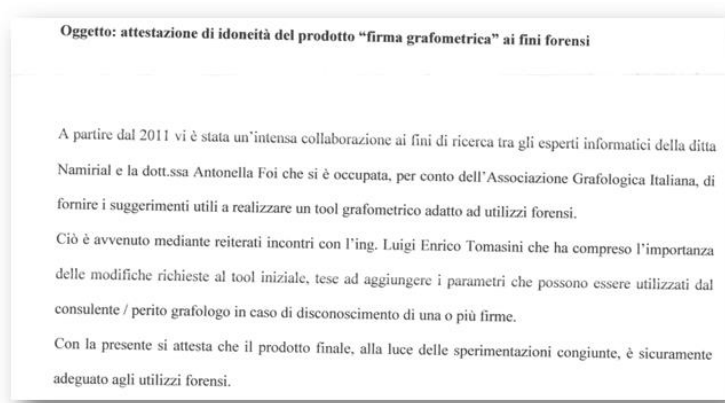 Oggetto: attestazione di idoneità del prodotto “firma grafometrica” ai fini forensi
A partire dal 2011 vi è stata un’intensa collaborazione ai fini di ricerca tra gli esperti informatici della ditta
Namirial e la dott.ssa Antonella Foi che si è occupata, per conto dell’Associazione Grafologica Italiana, di
fornire i suggerimenti utili a realizzare un tool grafometrico adatto ad utilizzi forensi.
Ciò è avvenuto mediante reiterati incontri con l’ing. Luigi Enrico Tomasini che ha compreso l’importanza
delle modifiche richieste al tool iniziale, tese ad aggiungere i parametri che possono essere utilizzati dal
consulente / perito grafologo in caso di disconoscimento di una o più firme.
Con la presente si attesta che il prodotto finale, alla luce delle sperimentazioni congiunte, è sicuramente
adeguato agli utilizzi forensi.